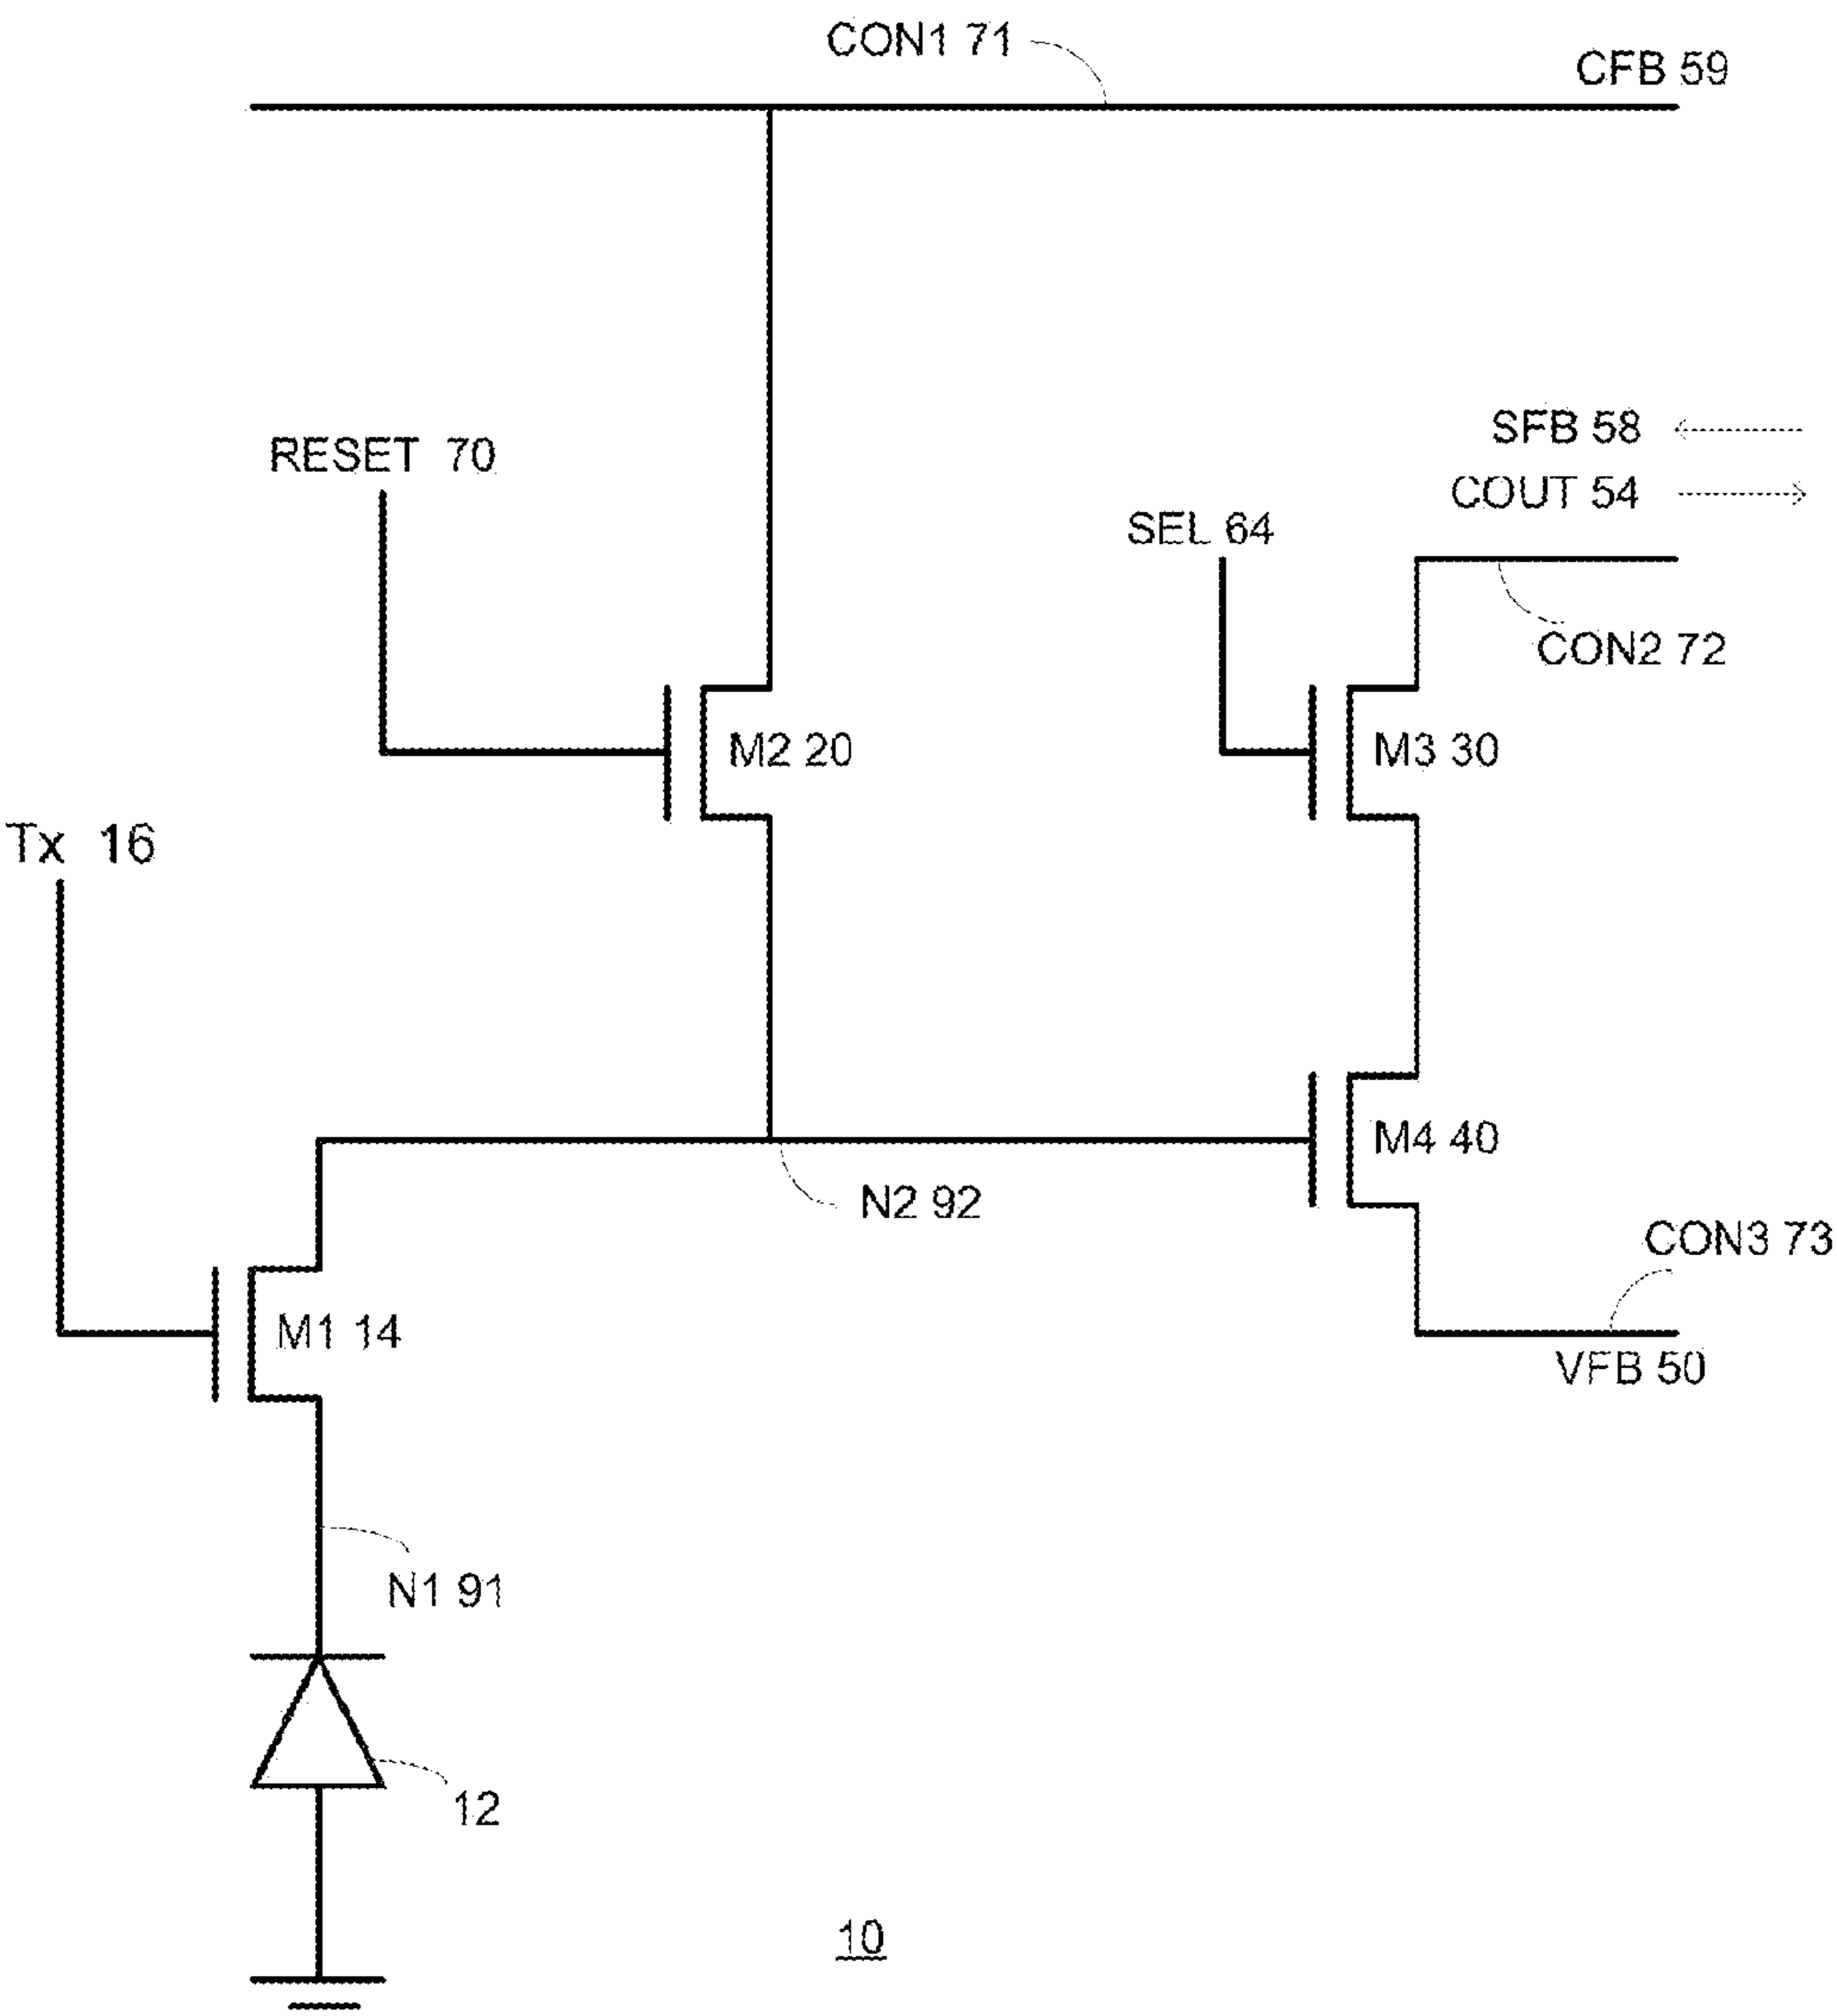 CON1 71
CFB 59
SFB 58
RESET 70
COUT 54
SEL 64
CON2 72
M2 20
M3 30
Tx 16
M4 40
N2 92
CON3 73
M1 14
VFB 50
N1 91
12
10